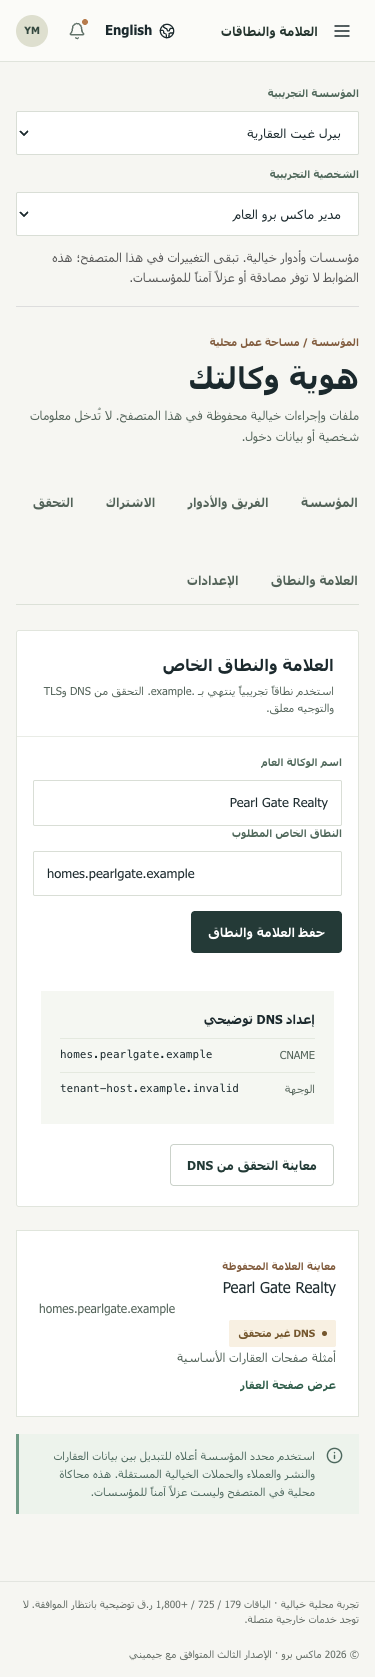 العلامة والنطاقات
English
YM
المؤسسة التجريبية
بيرل غيت العقارية
الشخصية التجريبية
مدير ماكس برو العام
مؤسسات وأدوار خيالية. تبقى التغييرات في هذا المتصفح؛ هذه
الضوابط لا توفر مصادقة أو عزلاً آمناً للمؤسسات.
المؤسسة / مساحة عمل محلية
هوية وكالتك
ملفات وإجراءات خيالية محفوظة في هذا المتصفح. لا تُدخل معلومات
شخصية أو بيانات دخول.
المؤسسة الفريق والأدوار الاشتراك التحقق
العلامة والنطاق الإعدادات
العلامة والنطاق الخاص
استخدم نطاقاً تجريبياً ينتهي بـ .example. التحقق من DNS وTLS
والتوجيه معلق.
اسم الوكالة العام
Pearl Gate Realty
النطاق الخاص المطلوب
homes.pearlgate.example
حفظ العلامة والنطاق
إعداد DNS توضيحي
CNAME homes.pearlgate.example
الوجهة tenant-host.example.invalid
معاينة التحقق من DNS
معاينة العلامة المحفوظة
Pearl Gate Realty
homes.pearlgate.example
DNS غير متحقق
أمثلة صفحات العقارات الأساسية
عرض صفحة العقار
استخدم محدد المؤسسة أعلاه للتبديل بين بيانات العقارات
والنشر والعملاء والحملات الخيالية المستقلة. هذه محاكاة
محلية في المتصفح وليست عزلاً آمناً للمؤسسات.
تجربة محلية خيالية · الباقات 179 / 725 / +1,800 ر.ق توضيحية بانتظار الموافقة. لا
توجد خدمات خارجية متصلة.
© 2026 ماكس برو · الإصدار الثالث المتوافق مع جيميني